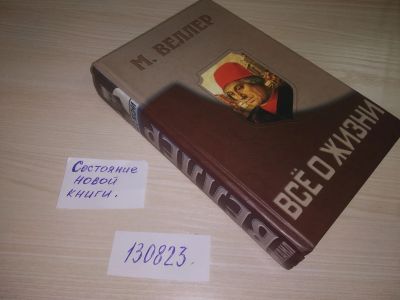 М. ВЕЛЛЕР
ВСЁ О ЖИЗНИ
ВЕЛЛЕР
Состояние
новой
книги.
130823.